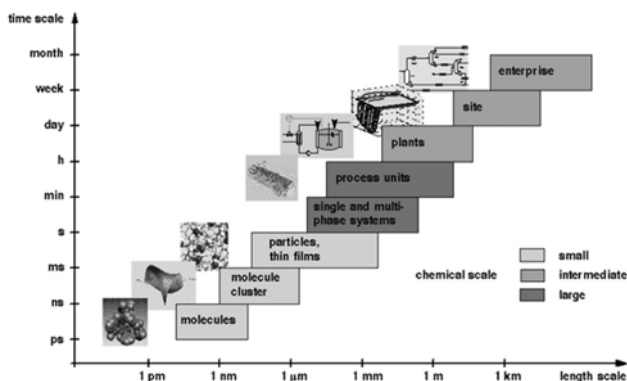 time scale
month
week
day
h
min
s
ms
ns
ps
enterprise
site
plants
process units
single and multi-
phase systems
particles,
thin films
molecule
cluster
molecules
chemical scale
small
intermediate
large
1 pm
1 nm
1 µm
1 mm
1 m
1 km
length scale